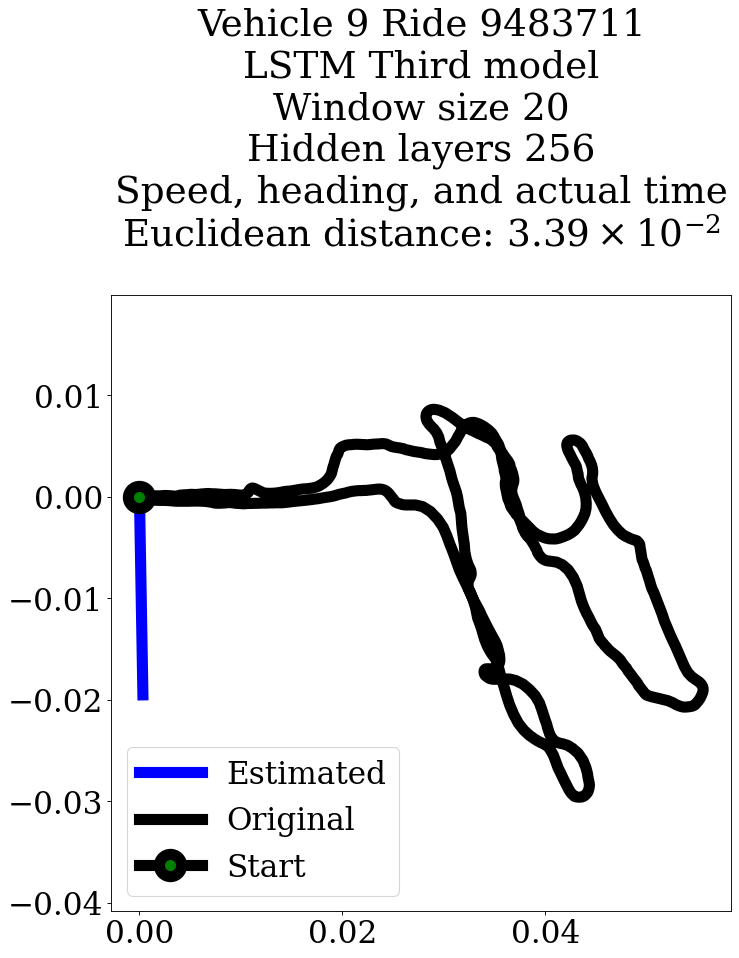 Vehicle 9 Ride 9483711
LSTM Third model
Window size 20
Hidden layers 256
Speed, heading, and actual time
Euclidean distance: 3.39 × 10⁻²
0.01
0.00
−0.01
−0.02
−0.03
−0.04
Estimated
Original
Start
0.00 0.02 0.04